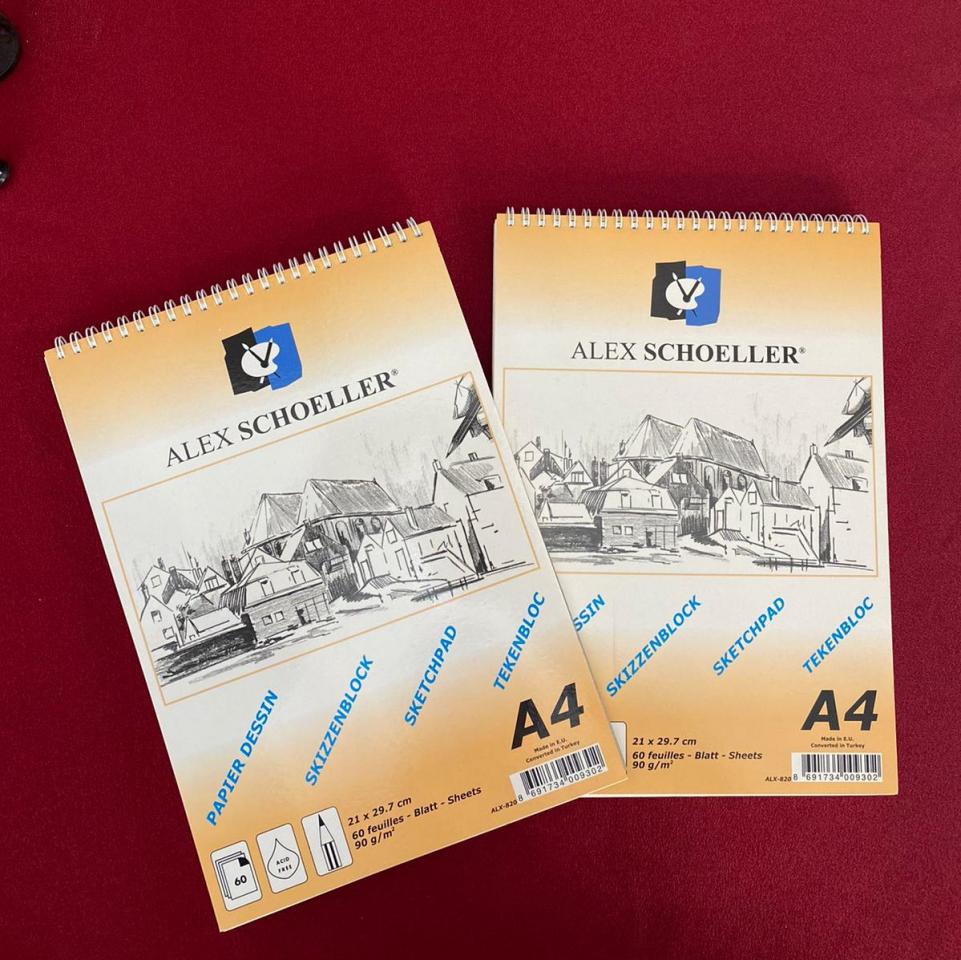 ALEX SCHOELLER®
PAPIER DESSIN
SKIZZENBLOCK
SKETCHPAD
TEKENBLOC
A4
Made in E.U.
Converted in Turkey
8 691734 009302
ALX-820
21 x 29.7 cm
60 feuilles - Blatt - Sheets
90 g/m²
60
ACID
FREE
ALEX SCHOELLER®
SSIN
SKIZZENBLOCK
SKETCHPAD
TEKENBLOC
A4
Made in E.U.
Converted in Turkey
21 x 29.7 cm
60 feuilles - Blatt - Sheets
90 g/m²
ALX-820
8 691734 009302